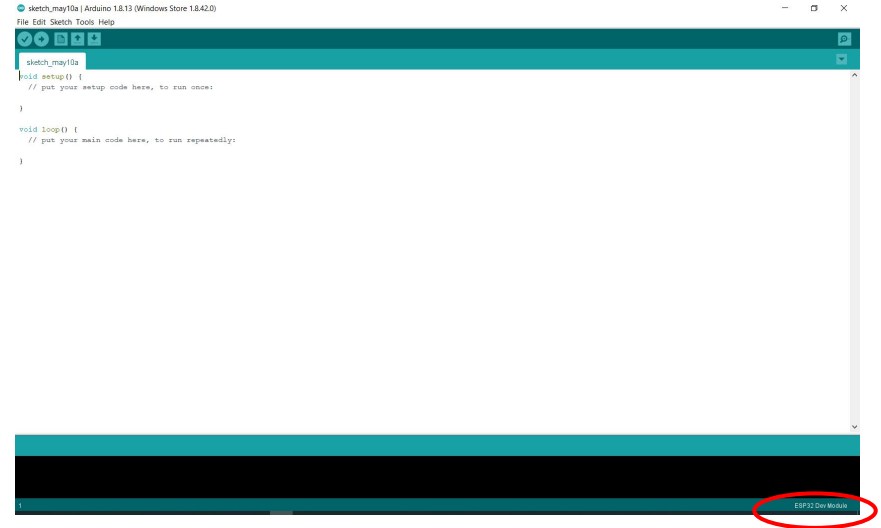 sketch_may10a | Arduino 1.8.13 (Windows Store 1.8.42.0)
File Edit Sketch Tools Help
sketch_may10a
void setup() {
  // put your setup code here, to run once:
}
void loop() {
  // put your main code here, to run repeatedly:
}
1
ESP32 Dev Module